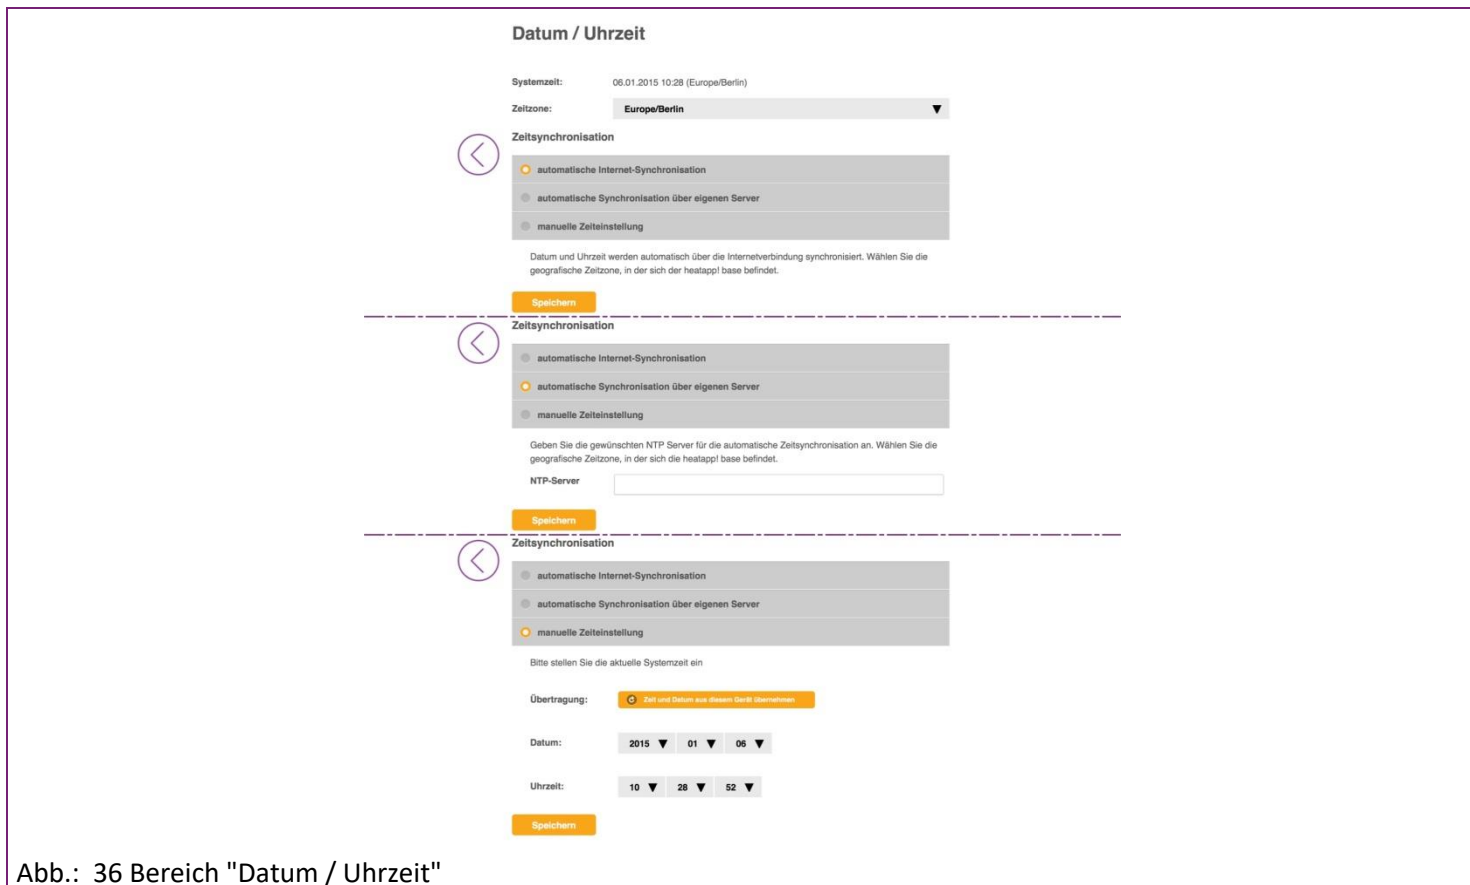 Datum / Uhrzeit
Systemzeit: 06.01.2015 10:28 (Europe/Berlin)
Zeitzone: Europe/Berlin
Zeitsynchronisation
automatische Internet-Synchronisation
automatische Synchronisation über eigenen Server
manuelle Zeiteinstellung
Datum und Uhrzeit werden automatisch über die Internetverbindung synchronisiert. Wählen Sie die
geografische Zeitzone, in der sich der heatapp! base befindet.
Speichern
Zeitsynchronisation
automatische Internet-Synchronisation
automatische Synchronisation über eigenen Server
manuelle Zeiteinstellung
Geben Sie die gewünschten NTP Server für die automatische Zeitsynchronisation an. Wählen Sie die
geografische Zeitzone, in der sich die heatapp! base befindet.
NTP-Server
Speichern
Zeitsynchronisation
automatische Internet-Synchronisation
automatische Synchronisation über eigenen Server
manuelle Zeiteinstellung
Bitte stellen Sie die aktuelle Systemzeit ein
Übertragung: Zeit und Datum aus diesem Gerät übernehmen
Datum: 2015 01 06
Uhrzeit: 10 28 52
Speichern
Abb.: 36 Bereich "Datum / Uhrzeit"